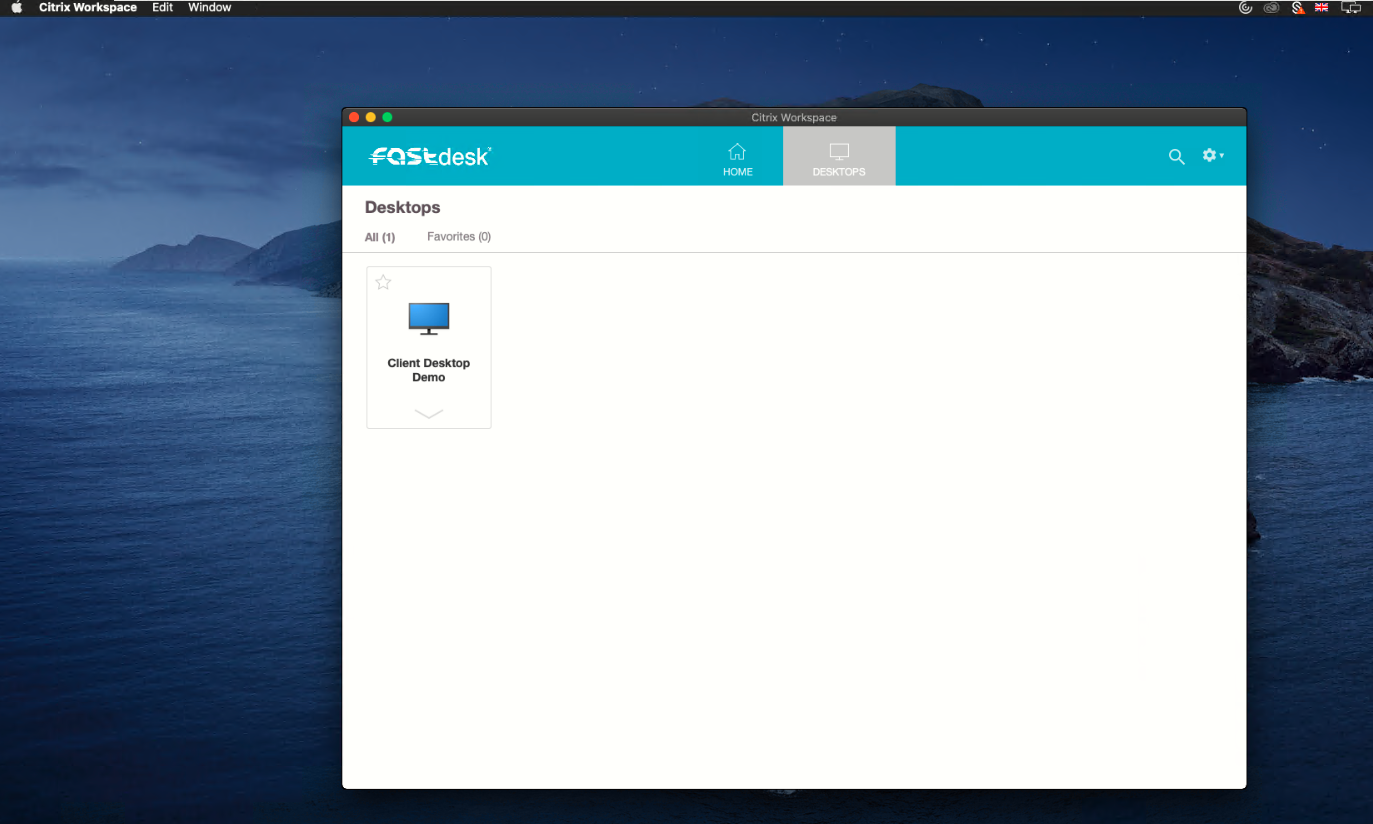 Citrix Workspace Edit Window
Citrix Workspace
fastdesk
HOME
DESKTOPS
Desktops
All (1) Favorites (0)
Client Desktop
Demo